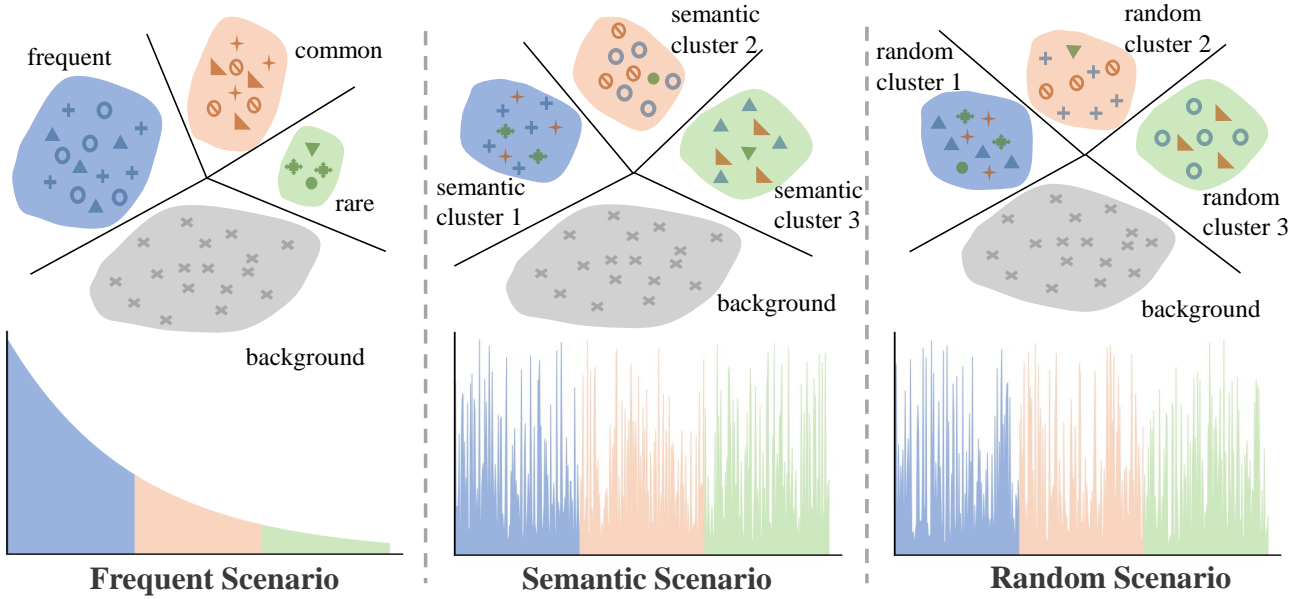 frequent
common
rare
background
Frequent Scenario
semantic
cluster 2
semantic
cluster 1
semantic
cluster 3
background
Semantic Scenario
random
cluster 1
random
cluster 2
random
cluster 3
background
Random Scenario